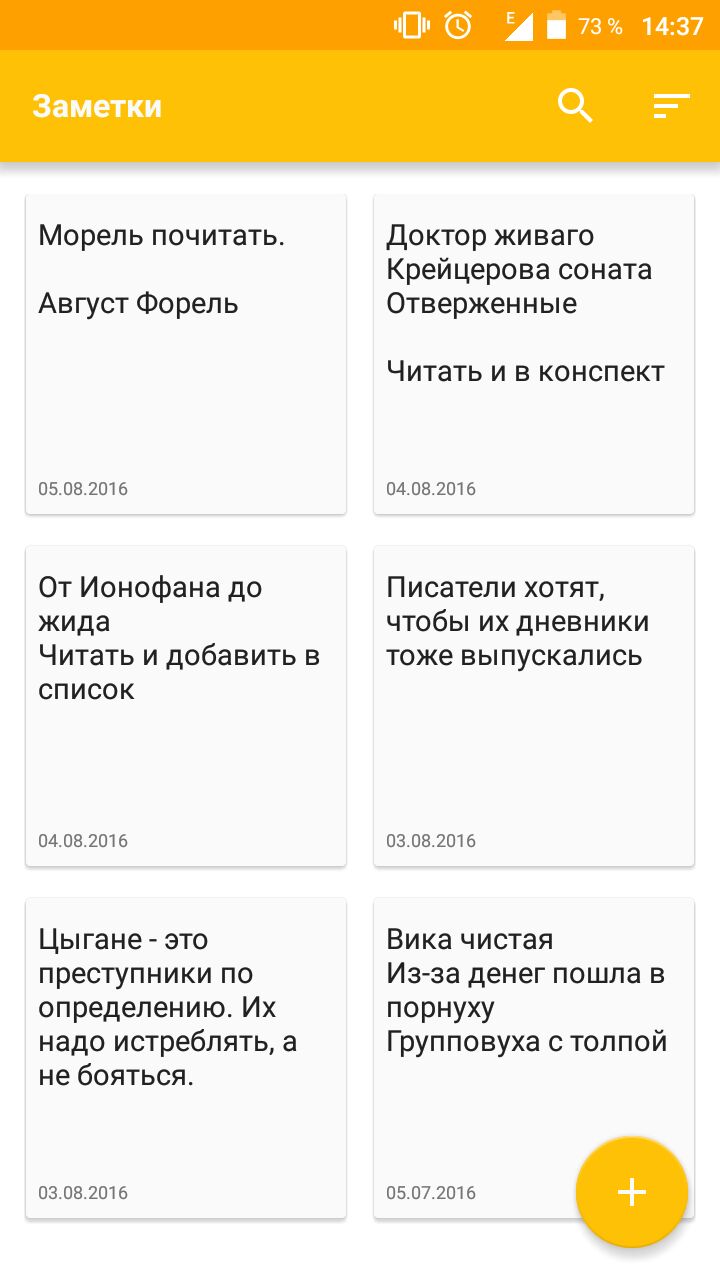 E 73 % 14:37
Заметки
Морель почитать.
Август Форель
05.08.2016
Доктор живаго
Крейцерова соната
Отверженные
Читать и в конспект
04.08.2016
От Ионофана до
жида
Читать и добавить в
список
04.08.2016
Писатели хотят,
чтобы их дневники
тоже выпускались
03.08.2016
Цыгане - это
преступники по
определению. Их
надо истреблять, а
не бояться.
03.08.2016
Вика чистая
Из-за денег пошла в
порнуху
Групповуха с толпой
05.07.2016